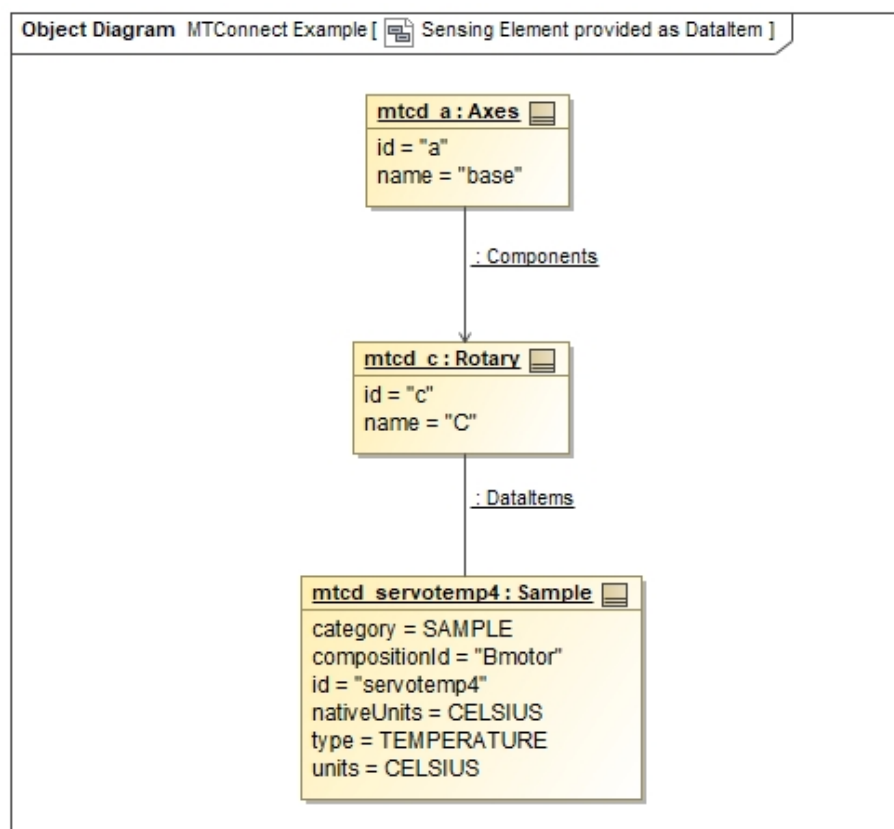 Object Diagram MTConnect Example [ Sensing Element provided as DataItem ]
mtcd_a : Axes
id = "a"
name = "base"
: Components
mtcd_c : Rotary
id = "c"
name = "C"
: DataItems
mtcd_servotemp4 : Sample
category = SAMPLE
compositionId = "Bmotor"
id = "servotemp4"
nativeUnits = CELSIUS
type = TEMPERATURE
units = CELSIUS